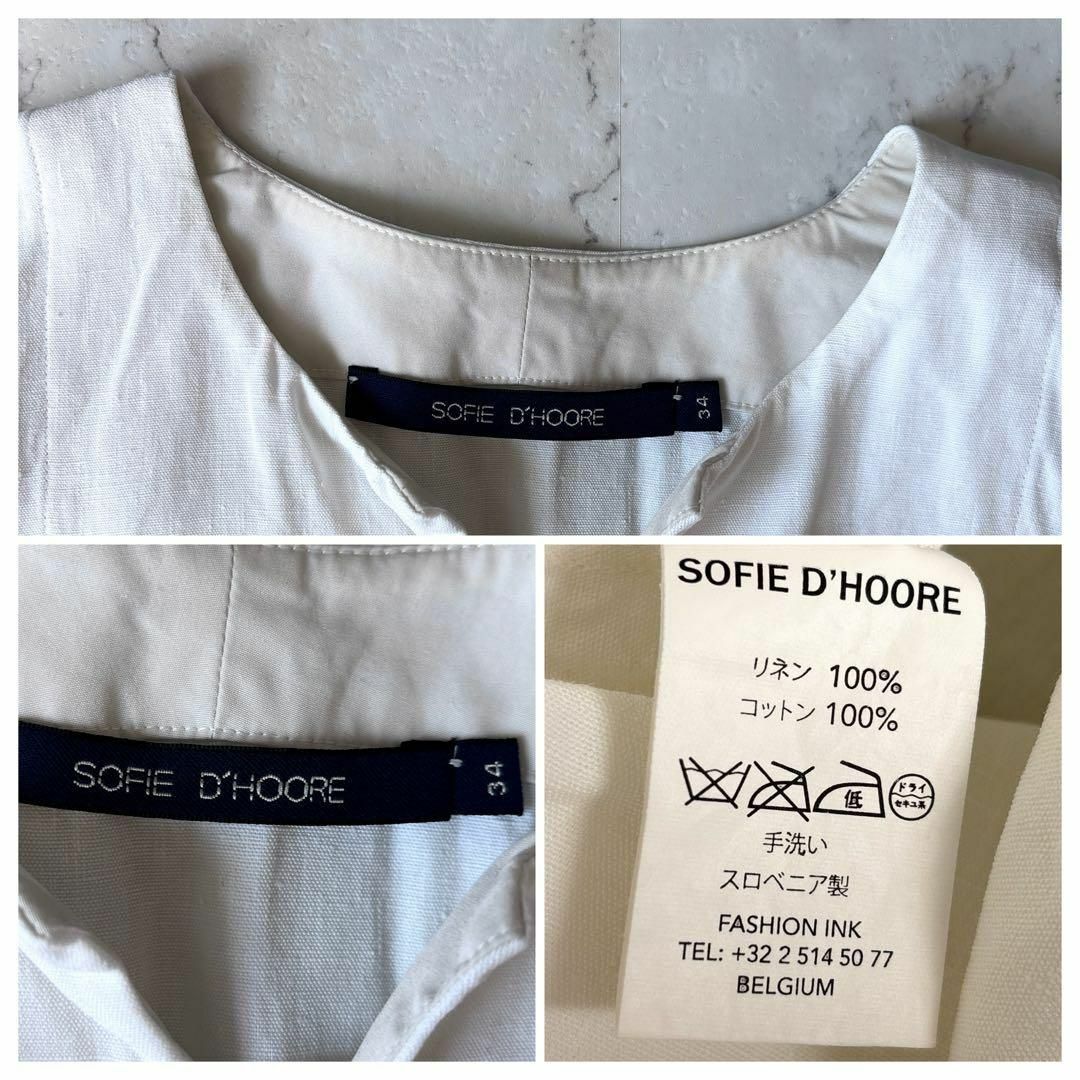 SOFIE D'HOORE
34
SOFIE D'HOORE
34
SOFIE D'HOORE
リネン 100%
コットン 100%
低
ドライ
セキユ系
手洗い
スロベニア製
FASHION INK
TEL: +32 2 514 50 77
BELGIUM